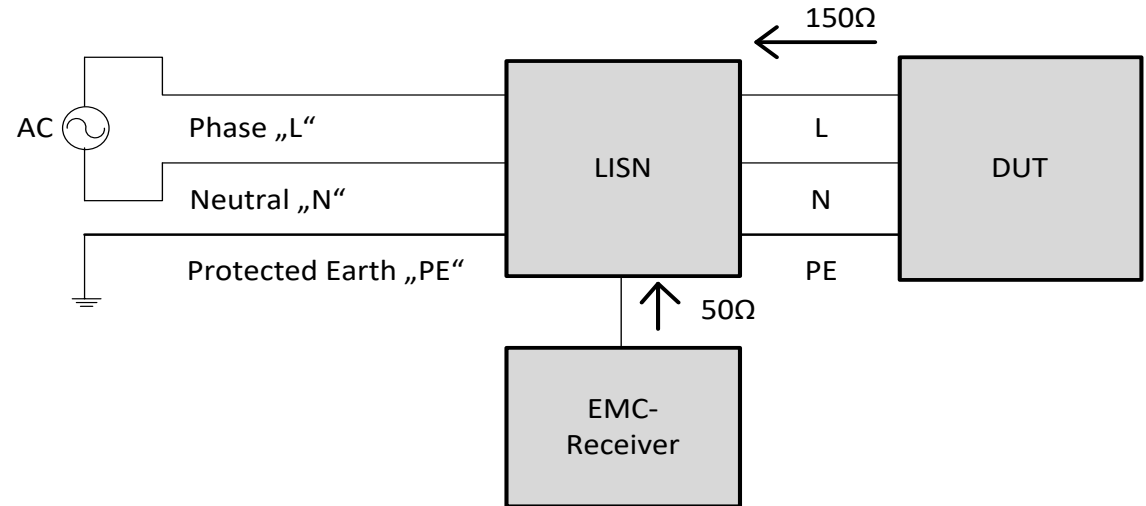 150Ω
AC
Phase „L“
L
LISN
DUT
Neutral „N“
N
Protected Earth „PE“
PE
50Ω
EMC-
Receiver